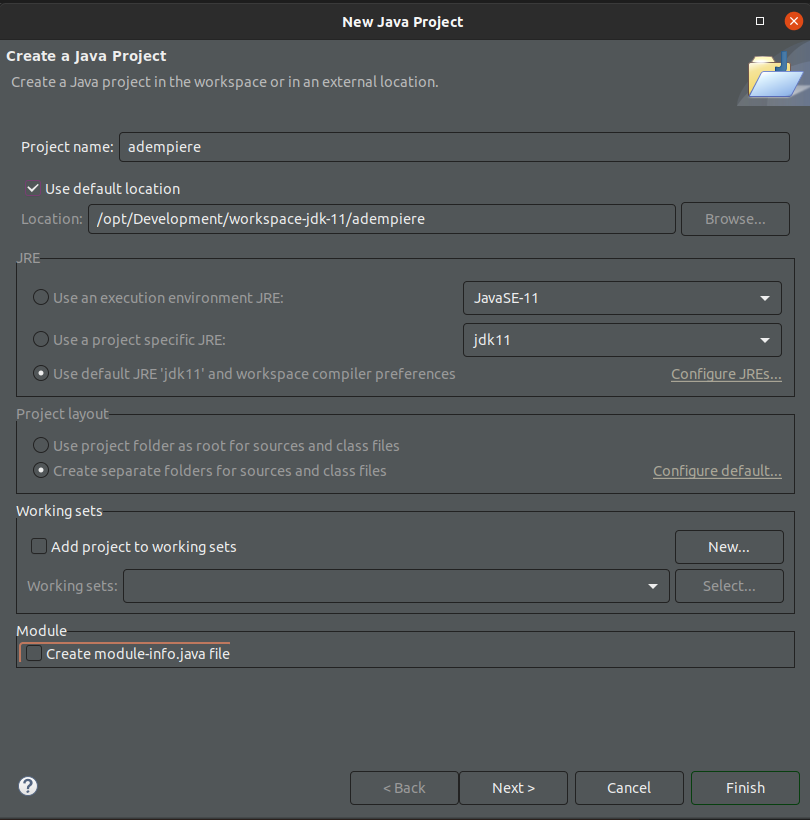 New Java Project
Create a Java Project
Create a Java project in the workspace or in an external location.
Project name: adempiere
Use default location
Location: /opt/Development/workspace-jdk-11/adempiere Browse...
JRE
Use an execution environment JRE: JavaSE-11
Use a project specific JRE: jdk11
Use default JRE 'jdk11' and workspace compiler preferences Configure JREs...
Project layout
Use project folder as root for sources and class files
Create separate folders for sources and class files Configure default...
Working sets
Add project to working sets New...
Working sets: Select...
Module
Create module-info.java file
? < Back Next > Cancel Finish